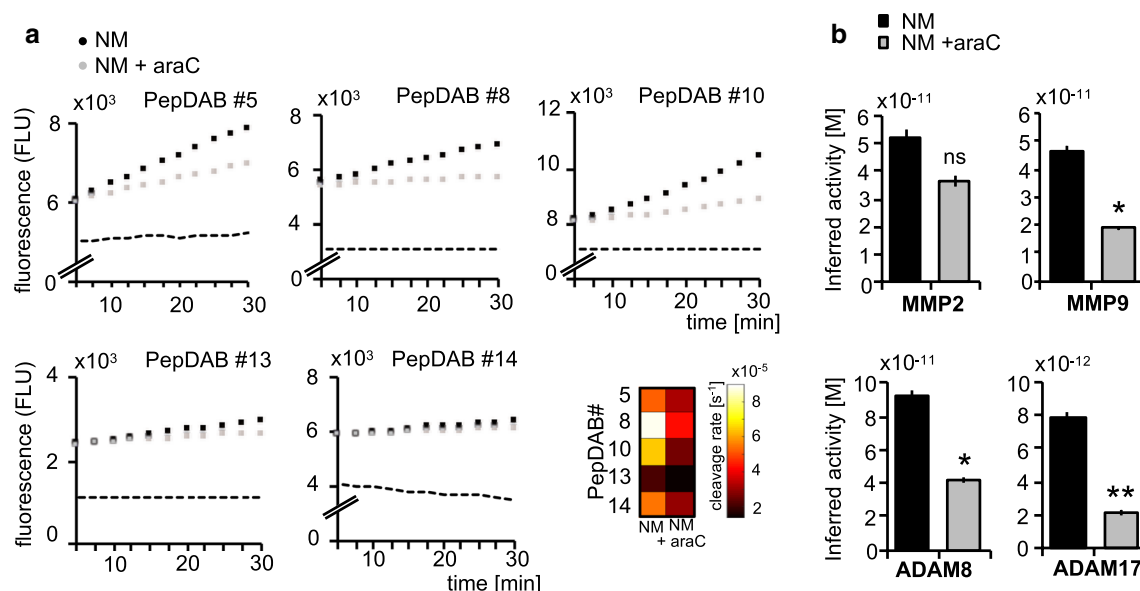 a
NM
NM + araC
x10³ PepDAB #5
x10³ PepDAB #8
x10³ PepDAB #10
fluorescence (FLU)
8
6
0
10 20 30
8
6
4
0
10 20 30
12
10
8
0
10 20 30
time [min]
x10³ PepDAB #13
x10³ PepDAB #14
fluorescence (FLU)
4
2
0
10 20 30
8
6
4
0
10 20 30
time [min]
PepDAB#
5
8
10
13
14
NM NM
+ araC
x10⁻⁵
cleavage rate [s⁻¹]
8
6
4
2
b
NM
NM +araC
x10⁻¹¹
Inferred activity [M]
6
5
4
3
2
1
0
ns
MMP2
x10⁻¹¹
6
5
4
3
2
1
0
*
MMP9
x10⁻¹¹
Inferred activity [M]
10
8
6
4
2
0
*
ADAM8
x10⁻¹²
10
8
6
4
2
0
**
ADAM17